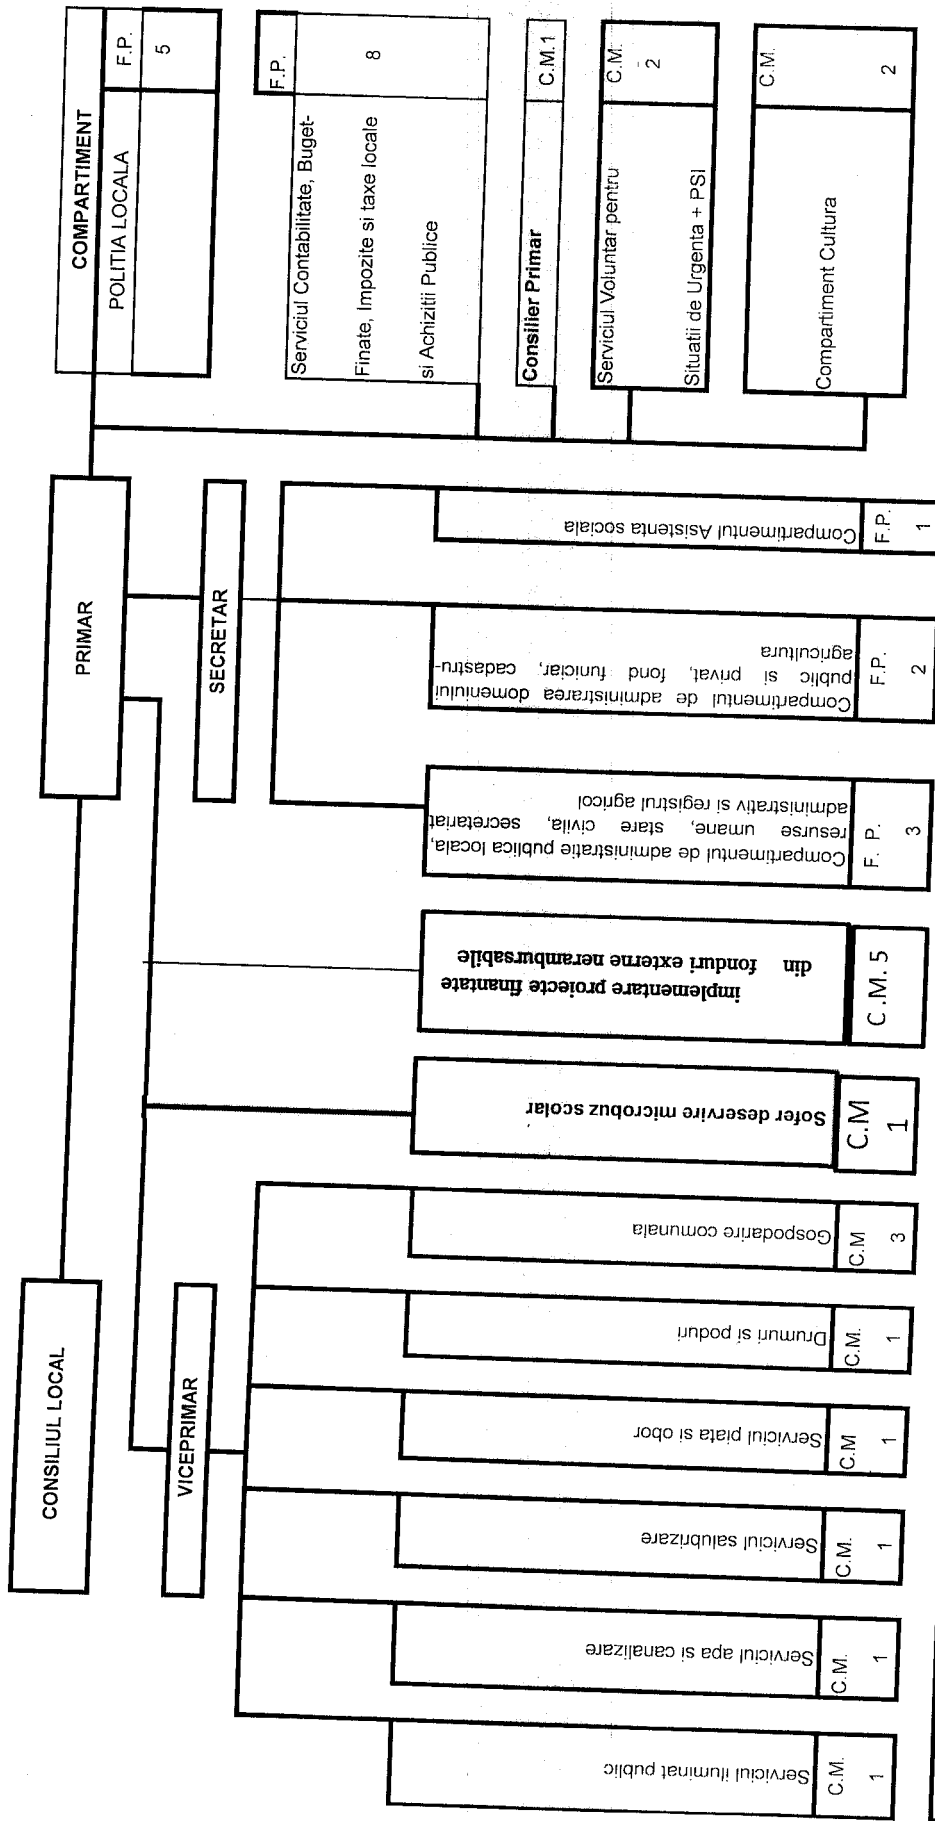 CONSILIUL LOCAL
PRIMAR
COMPARTIMENT
POLITIA LOCALA
F.P.
5
Serviciul Contabilitate, Buget-
Finate, Impozite si taxe locale
si Achizitii Publice
F.P.
8
Consilier Primar
C.M.1
Serviciul Voluntar pentru
Situatii de Urgenta + PSI
C.M.
2
Compartiment Cultura
C.M.
2
VICEPRIMAR
SECRETAR
Serviciul iluminat public
C.M.
1
Serviciul apa si canalizare
C.M.
1
Serviciul salubrizare
C.M.
1
Serviciul piata si obor
C.M
1
Drumuri si poduri
C.M.
1
Gospodarire comunala
C.M
3
Sofer deservire microbuz scolar
C.M
1
implementare proiecte finantate
din fonduri externe nerambursabile
C.M. 5
Compartimentul de administratie publica locala,
resurse umane, stare civila, secretariat
administrativ si registrul agricol
F. P.
3
Compartimentul de administrarea domeniului
public si privat, fond funiciar, cadastru-
agricultura
F.P.
2
Compartimentul Asistenta sociala
F.P.
1